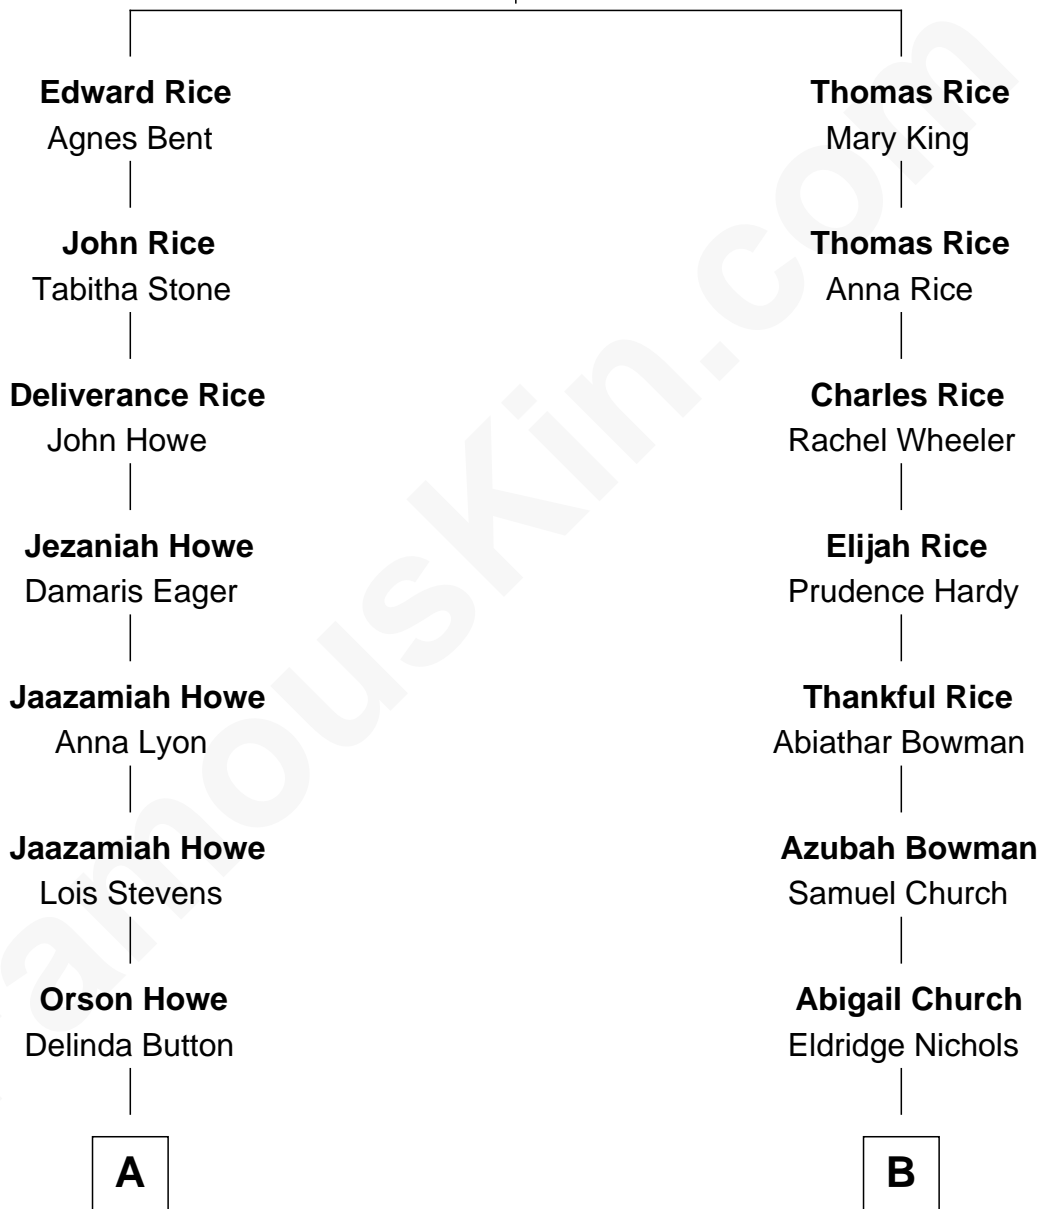 Edward Rice
Agnes Bent
John Rice
Tabitha Stone
Deliverance Rice
John Howe
Jezaniah Howe
Damaris Eager
Jaazamiah Howe
Anna Lyon
Jaazamiah Howe
Lois Stevens
Orson Howe
Delinda Button
A
Thomas Rice
Mary King
Thomas Rice
Anna Rice
Charles Rice
Rachel Wheeler
Elijah Rice
Prudence Hardy
Thankful Rice
Abiathar Bowman
Azubah Bowman
Samuel Church
Abigail Church
Eldridge Nichols
B
amouskin.com